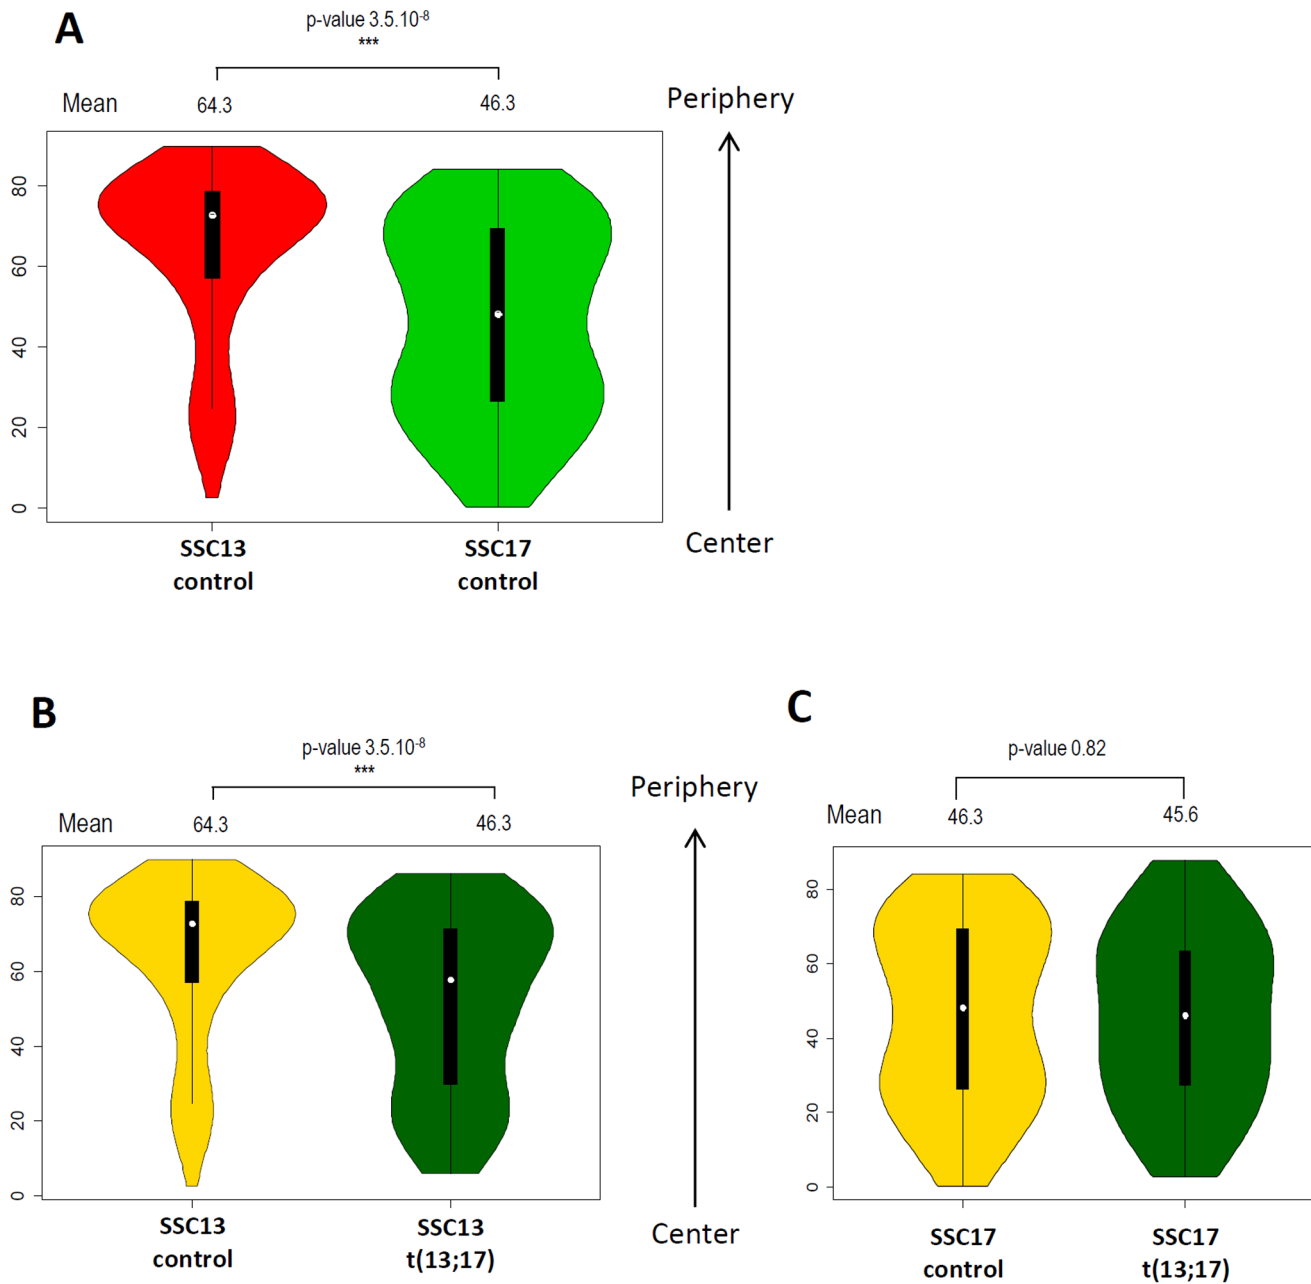 A
p-value 3.5.10-8
***
Mean 64.3 46.3
Periphery
80
60
40
20
0
SSC13 control
SSC17 control
Center
B
p-value 3.5.10-8
***
Mean 64.3 46.3
Periphery
80
60
40
20
0
SSC13 control
SSC13 t(13;17)
Center
C
p-value 0.82
Mean 46.3 45.6
80
60
40
20
0
SSC17 control
SSC17 t(13;17)